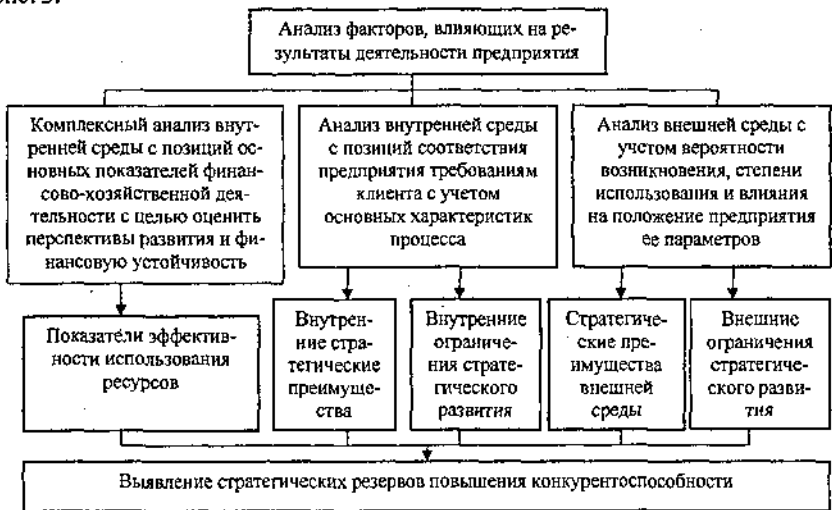 Анализ факторов, влияющих на ре-
зультаты деятельности предприятия
Комплексный анализ внут-
ренней среды с позиций ос-
новных показателей финан-
сово-хозяйственной дея-
тельности с целью оценить
перспективы развития и фи-
нансовую устойчивость
Анализ внутренней среды
с позиций соответствия
предприятия требованиям
клиента с учетом
основных характеристик
процесса
Анализ внешней среды с
учетом вероятности
возникновения, степени
использования и влияния
на положение предприятия
ее параметров
Показатели эффектив-
ности использования
ресурсов
Внутрен-
ние стра-
тегические
преимуще-
ства
Внутренние
ограниче-
ния страте-
гического
развития
Стратегиче-
ские пре-
имущества
внешней
среды
Внешние
ограничения
стратегиче-
ского разви-
тия
Выявление стратегических резервов повышения конкурентоспособности